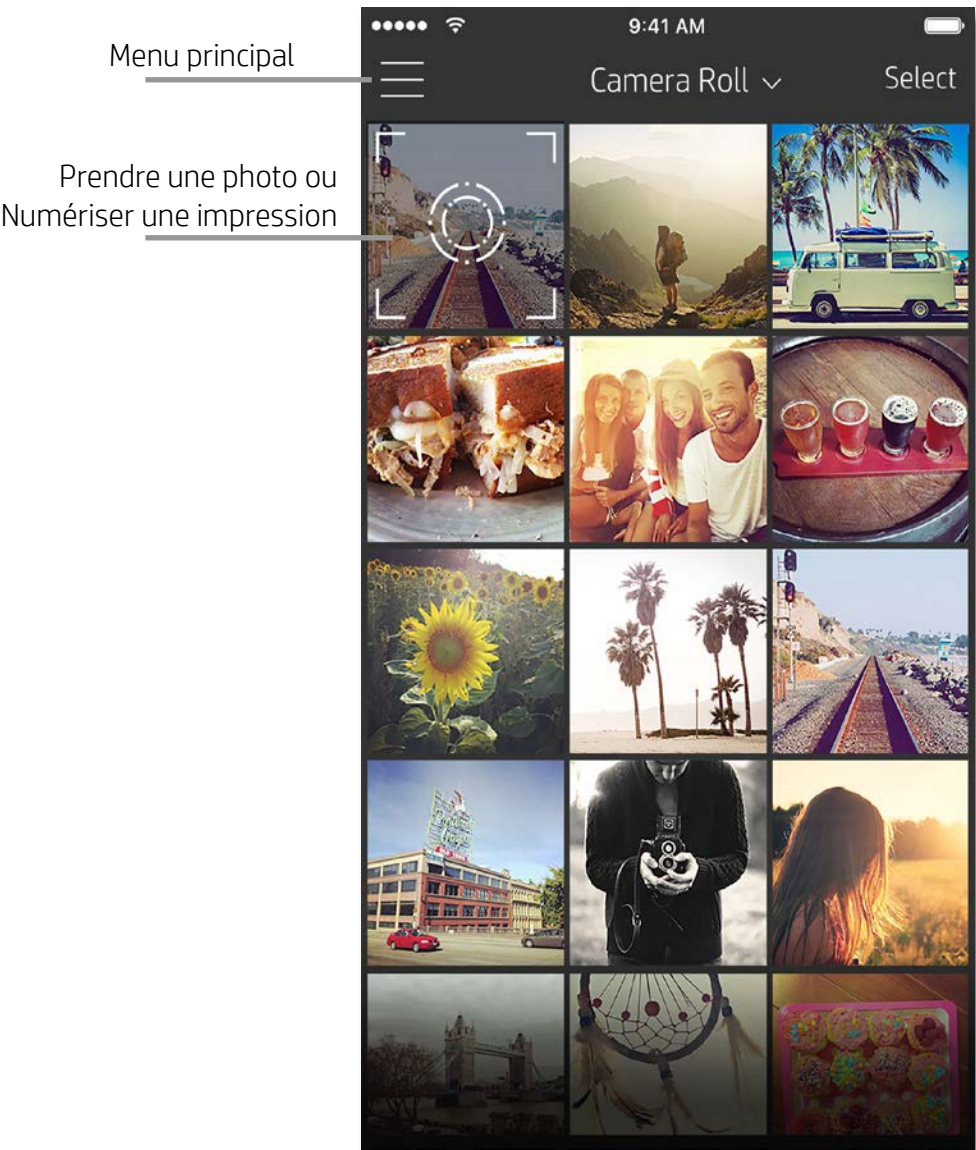 9:41 AM
Menu principal
Camera Roll
Select
Prendre une photo ou
Numériser une impression